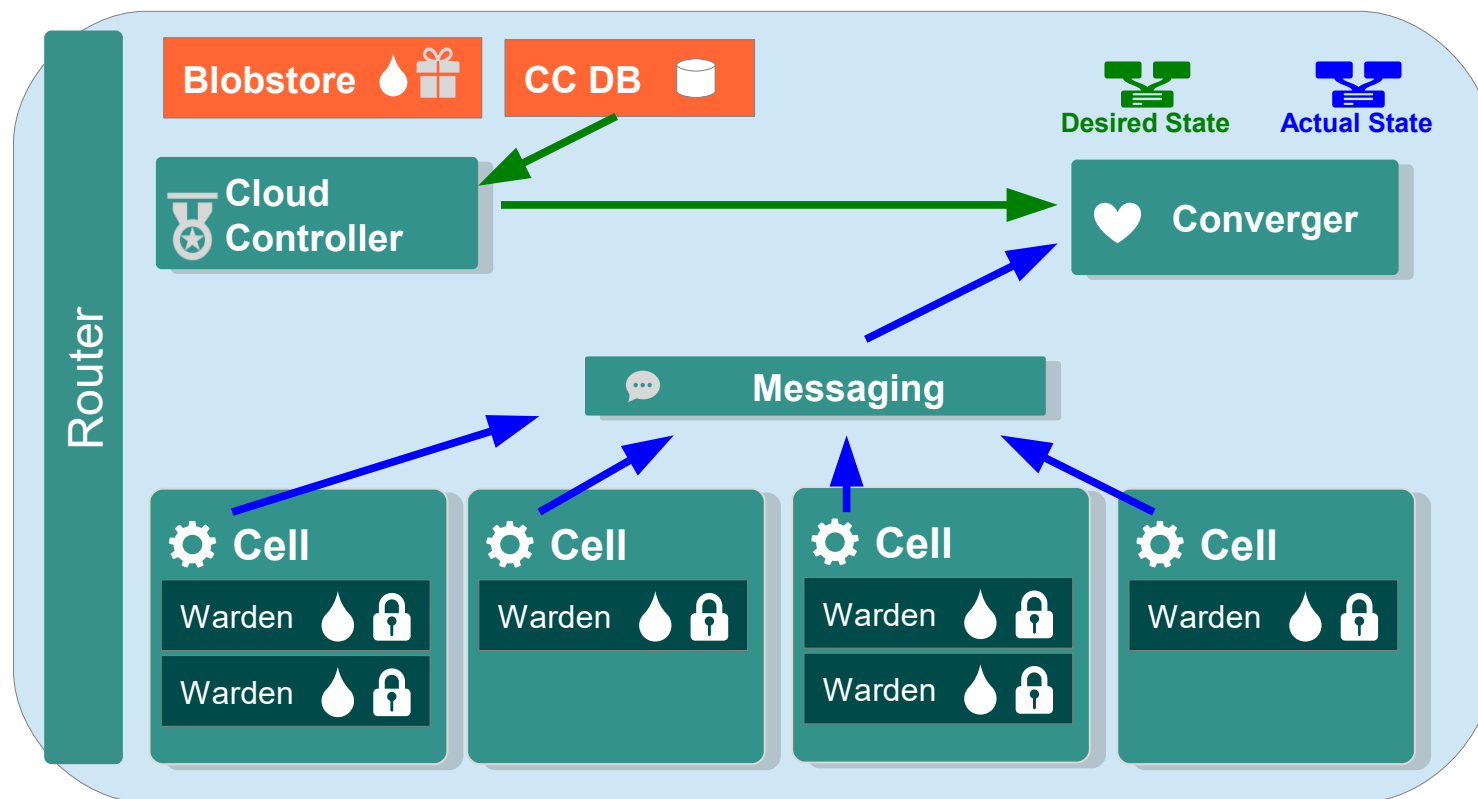 Router
Blobstore
CC DB
Desired State
Actual State
Cloud
Controller
Converger
Messaging
Cell
Warden
Warden
Cell
Warden
Cell
Warden
Warden
Cell
Warden